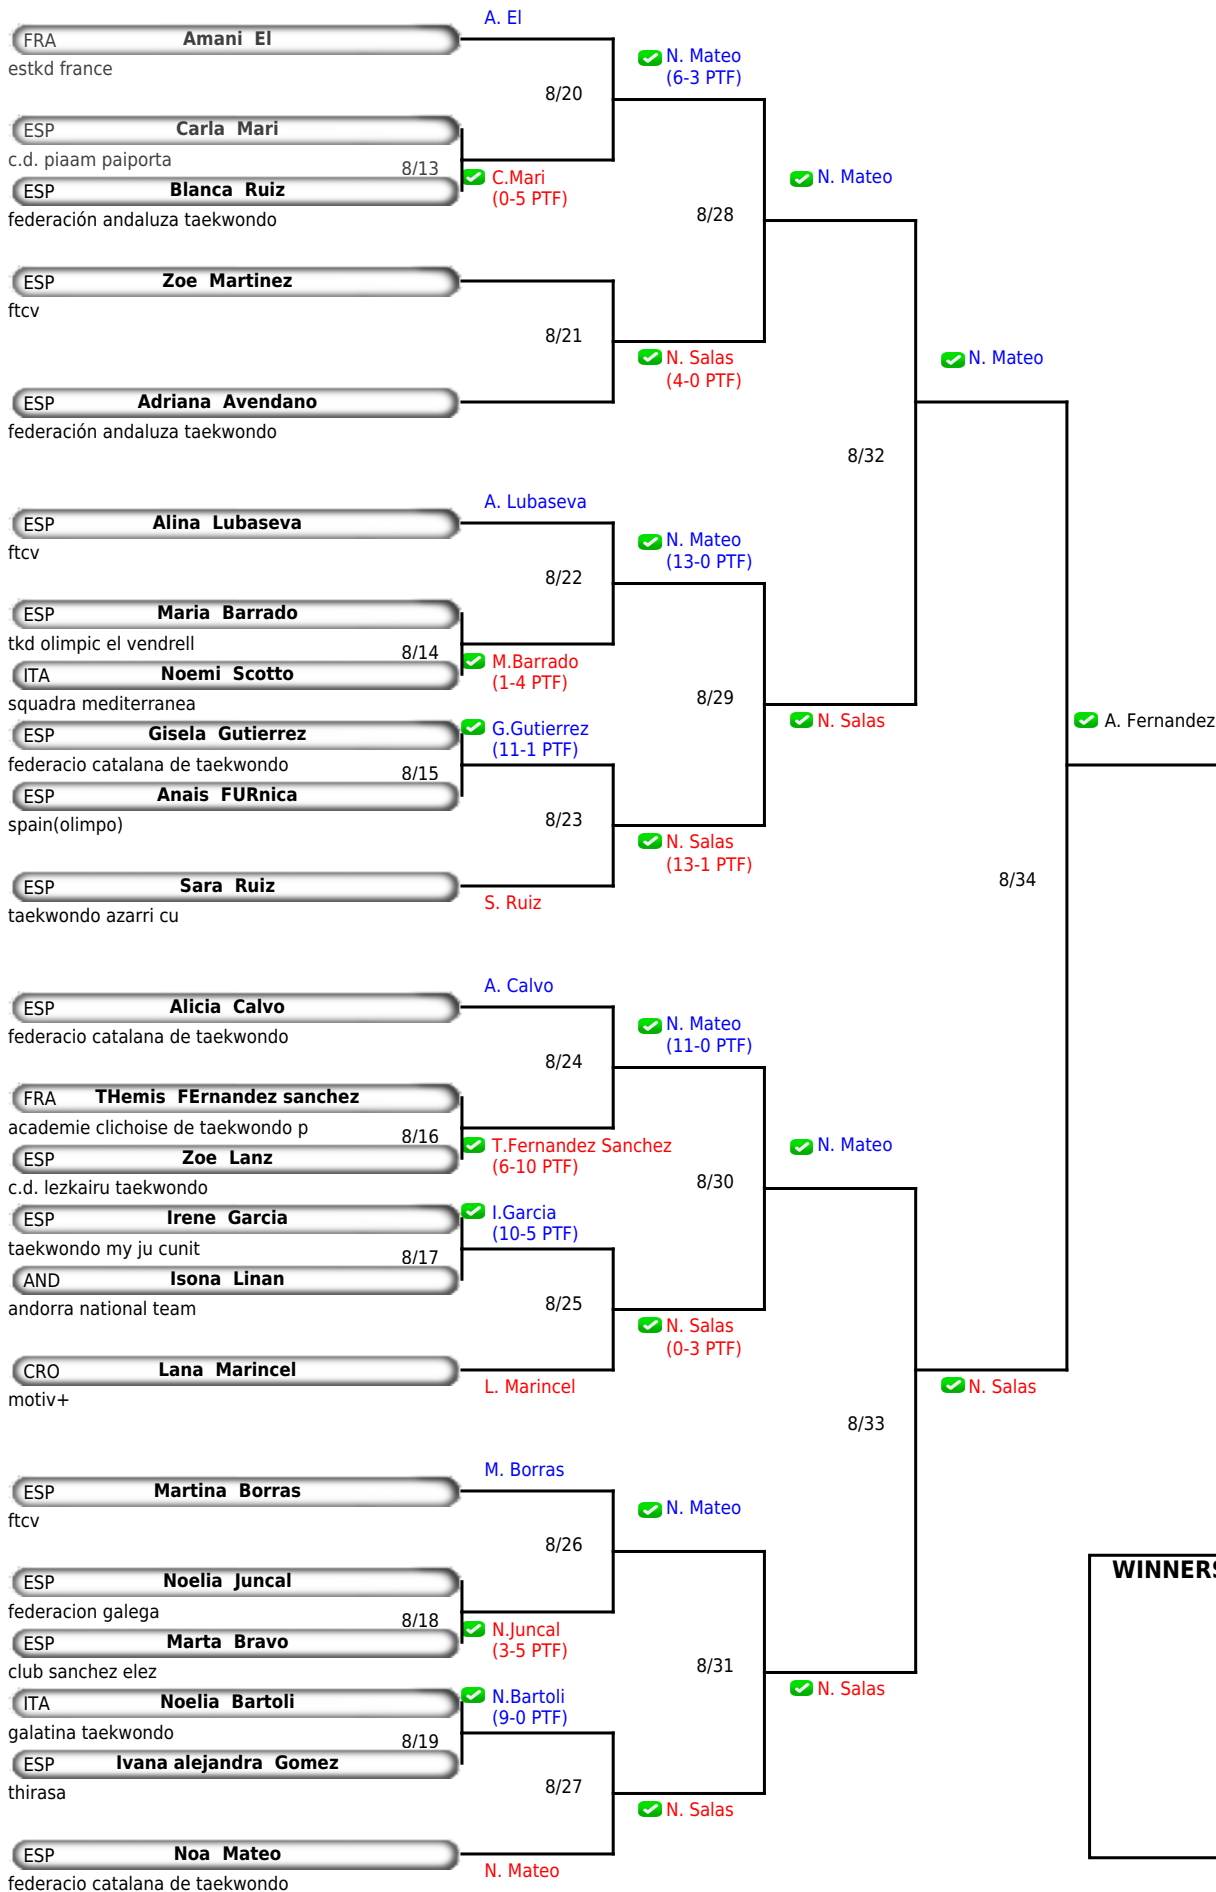 A. El
FRA Amani El
estkd france
N. Mateo
(6-3 PTF)
8/20
ESP Carla Mari
c.d. piaam paiporta
8/13
C.Mari
(0-5 PTF)
ESP Blanca Ruiz
federación andaluza taekwondo
N. Mateo
8/28
ESP Zoe Martinez
ftcv
8/21
N. Salas
(4-0 PTF)
ESP Adriana Avendano
federación andaluza taekwondo
N. Mateo
8/32
A. Lubaseva
ESP Alina Lubaseva
ftcv
N. Mateo
(13-0 PTF)
8/22
ESP Maria Barrado
tkd olimpic el vendrell
8/14
M.Barrado
(1-4 PTF)
ITA Noemi Scotto
squadra mediterranea
8/29
N. Salas
A. Fernandez
ESP Gisela Gutierrez
G.Gutierrez
(11-1 PTF)
federacio catalana de taekwondo
8/15
ESP Anais FURnica
spain(olimpo)
8/23
N. Salas
(13-1 PTF)
ESP Sara Ruiz
S. Ruiz
taekwondo azarri cu
8/34
A. Calvo
ESP Alicia Calvo
federacio catalana de taekwondo
N. Mateo
(11-0 PTF)
8/24
FRA THemis FErnandez sanchez
academie clichoise de taekwondo p
8/16
T.Fernandez Sanchez
(6-10 PTF)
ESP Zoe Lanz
c.d. lezkairu taekwondo
N. Mateo
8/30
ESP Irene Garcia
I.Garcia
(10-5 PTF)
taekwondo my ju cunit
8/17
AND Isona Linan
andorra national team
8/25
N. Salas
(0-3 PTF)
CRO Lana Marincel
L. Marincel
motiv+
N. Salas
8/33
M. Borras
ESP Martina Borras
ftcv
N. Mateo
8/26
ESP Noelia Juncal
federacion galega
8/18
N.Juncal
(3-5 PTF)
ESP Marta Bravo
club sanchez elez
8/31
N. Salas
WINNERS
ITA Noelia Bartoli
N.Bartoli
(9-0 PTF)
galatina taekwondo
8/19
ESP Ivana alejandra Gomez
thirasa
8/27
N. Salas
ESP Noa Mateo
N. Mateo
federacio catalana de taekwondo